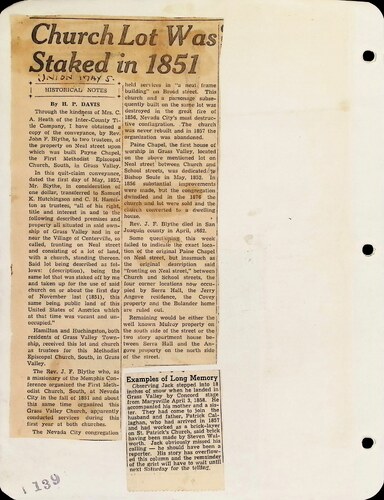 Church Lot Was
Staked in 1851
UNION MAY 5.
HISTORICAL NOTES
By H. P. DAVIS
Through the kindness of Mrs. C.
A. Heath of the Inter-County Ti-
tle Company, I have obtained a
copy of the conveyance, by Rev.
John F. Blythe, to two trustees, of
the property on Neal street upon
which was built Payne Chapel,
the First Methodist Episcopal
Church, South, in Grass Valley.
In this quit-claim conveyance,
dated the first day of May, 1852,
Mr. Blythe, in consideration of
one dollar, transferred to Samuel
K. Hutchingson and C. H. Hamil-
ton as trustees, "all of his right,
title and interest in and to the
following described premises and
property all situated in said town-
ship of Grass Valley and in or
near the Village of Centerville, so
called, fronting on Neal street
and consisting of a lot of land,
with a church, standing thereon.
Said lot being described as fol-
lows: (description), being the
same lot that was staked off by me
and taken up for the use of said
church on or about the first day
of November last (1851), this
same being public land of the
United States of America which
at that time was vacant and un-
occupied."
Hamilton and Huchingston, both
residents of Grass Valley Town-
ship, received this lot and church
as trustees for this Methodist
Episcopal Church, South, in Grass
Valley.
The Rev. J. F. Blythe who, as
a missionary of the Memphis Con-
ference organized the First Meth-
odist Church, South, at Nevada
City in the fall of 1851 and about
this same time organized this
Grass Valley Church, apparently
conducted services during the
first year at both churches.
The Nevada City congregation
held services in "a neat frame
building" on Broad street. This
church and a parsonage subse-
quently built on the same lot was
destroyed in the great fire of
1856, Nevada City's most destruc-
tive conflagration. The church
was never rebuilt and in 1857 the
organization was abandoned.
Paine Chapel, the first house of
worship in Grass Valley, located
on the above mentioned lot on
Neal street between Church and
School streets, was dedicated by
Bishop Soule in May, 1853. In
1856 substantial improvements
were made, but the congregation
dwindled and in the 1870
church and lot were sold and the
church converted to a dwelling
house.
Rev. J. F. Blythe died in San
Joaquin county in April, 1862.
Some questioning this week
failed to indicate the exact loca-
tion of the original Paine Chapel
on Neal street, but inasmuch as
the original description said
"fronting on Neal street," between
Church and School streets, the
four corner locations now occu-
pied by Serra Hall, the Jerry
Angove residence, the Covey
property and the Bolander home
are ruled out.
Remaining would be either the
well known Mulroy property
on the south side of the street or the
two story apartment house be-
tween Serra Hall and the An-
gove property on the north side
of the street.
Examples of Long Memory
Cheering Jack stepped into 14
inches of snow when he landed in
Grass Valley by Concord stage
from Marysville April 2, 1858. He
accompanied his mother and a sis-
ter. They had come to join the
husband and father, Patrick Cal-
laghan, who had arrived in 1857
and had worked as a brick-layer
on St. Patrick's Church, said brick
having been made by Steven Wal-
worth. Jack obviously missed his
calling — he should have been a
reporter. His story has overflow-
ed this column and the remainder
of the grist will have to wait until
next Saturday for the telling.
139